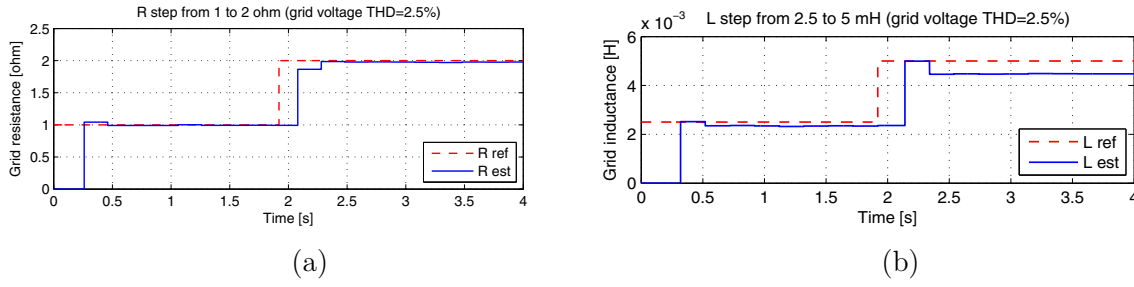 R step from 1 to 2 ohm (grid voltage THD=2.5%)
Grid resistance [ohm]
2.5
2
1.5
1
0.5
0
R ref
R est
0 0.5 1 1.5 2 2.5 3 3.5 4
Time [s]
(a)
L step from 2.5 to 5 mH (grid voltage THD=2.5%)
x 10⁻³
Grid inductance [H]
6
4
2
0
L ref
L est
0 0.5 1 1.5 2 2.5 3 3.5 4
Time [s]
(b)